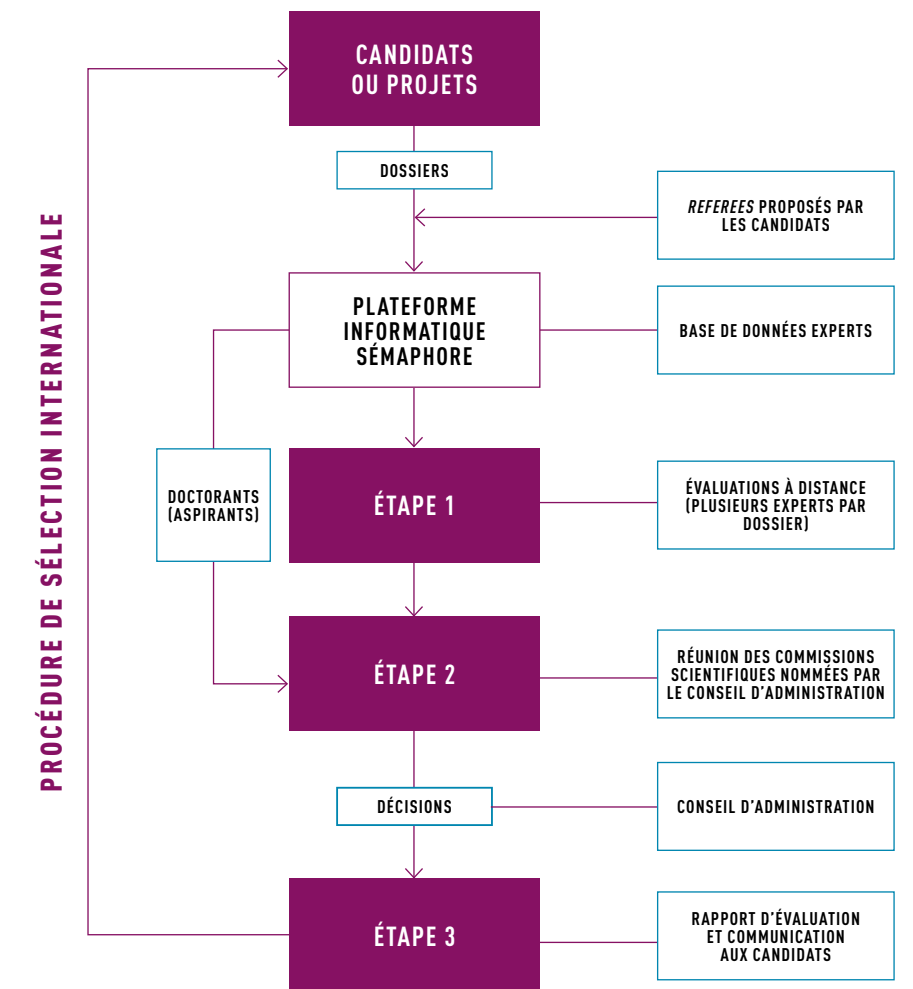 PROCÉDURE DE SÉLECTION INTERNATIONALE
CANDIDATS
OU PROJETS
DOSSIERS
REFEREES PROPOSÉS PAR
LES CANDIDATS
PLATEFORME
INFORMATIQUE
SÉMAPHORE
BASE DE DONNÉES EXPERTS
DOCTORANTS
(ASPIRANTS)
ÉTAPE 1
ÉVALUATIONS À DISTANCE
(PLUSIEURS EXPERTS PAR
DOSSIER)
ÉTAPE 2
RÉUNION DES COMMISSIONS
SCIENTIFIQUES NOMMÉES PAR
LE CONSEIL D’ADMINISTRATION
DÉCISIONS
CONSEIL D’ADMINISTRATION
ÉTAPE 3
RAPPORT D’ÉVALUATION
ET COMMUNICATION
AUX CANDIDATS